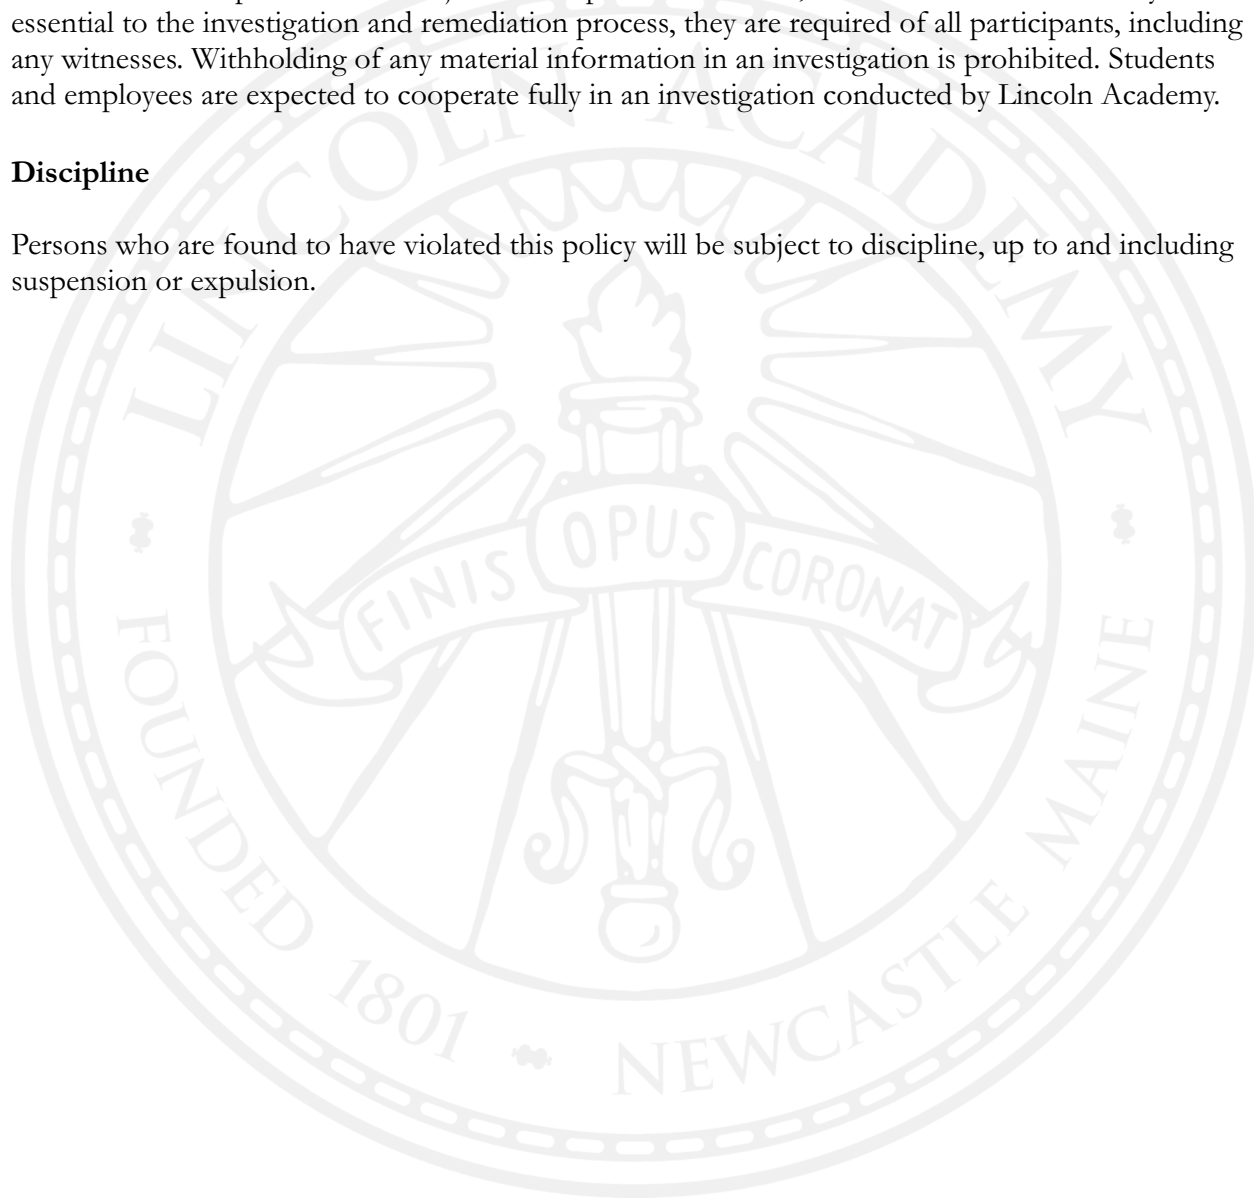 essential to the investigation and remediation process, they are required of all participants, including
any witnesses. Withholding of any material information in an investigation is prohibited. Students
and employees are expected to cooperate fully in an investigation conducted by Lincoln Academy.
Discipline
Persons who are found to have violated this policy will be subject to discipline, up to and including
suspension or expulsion.
LINCOLN ACADEMY
FINIS OPUS CORONAT
FOUNDED 1801 NEWCASTLE MAINE